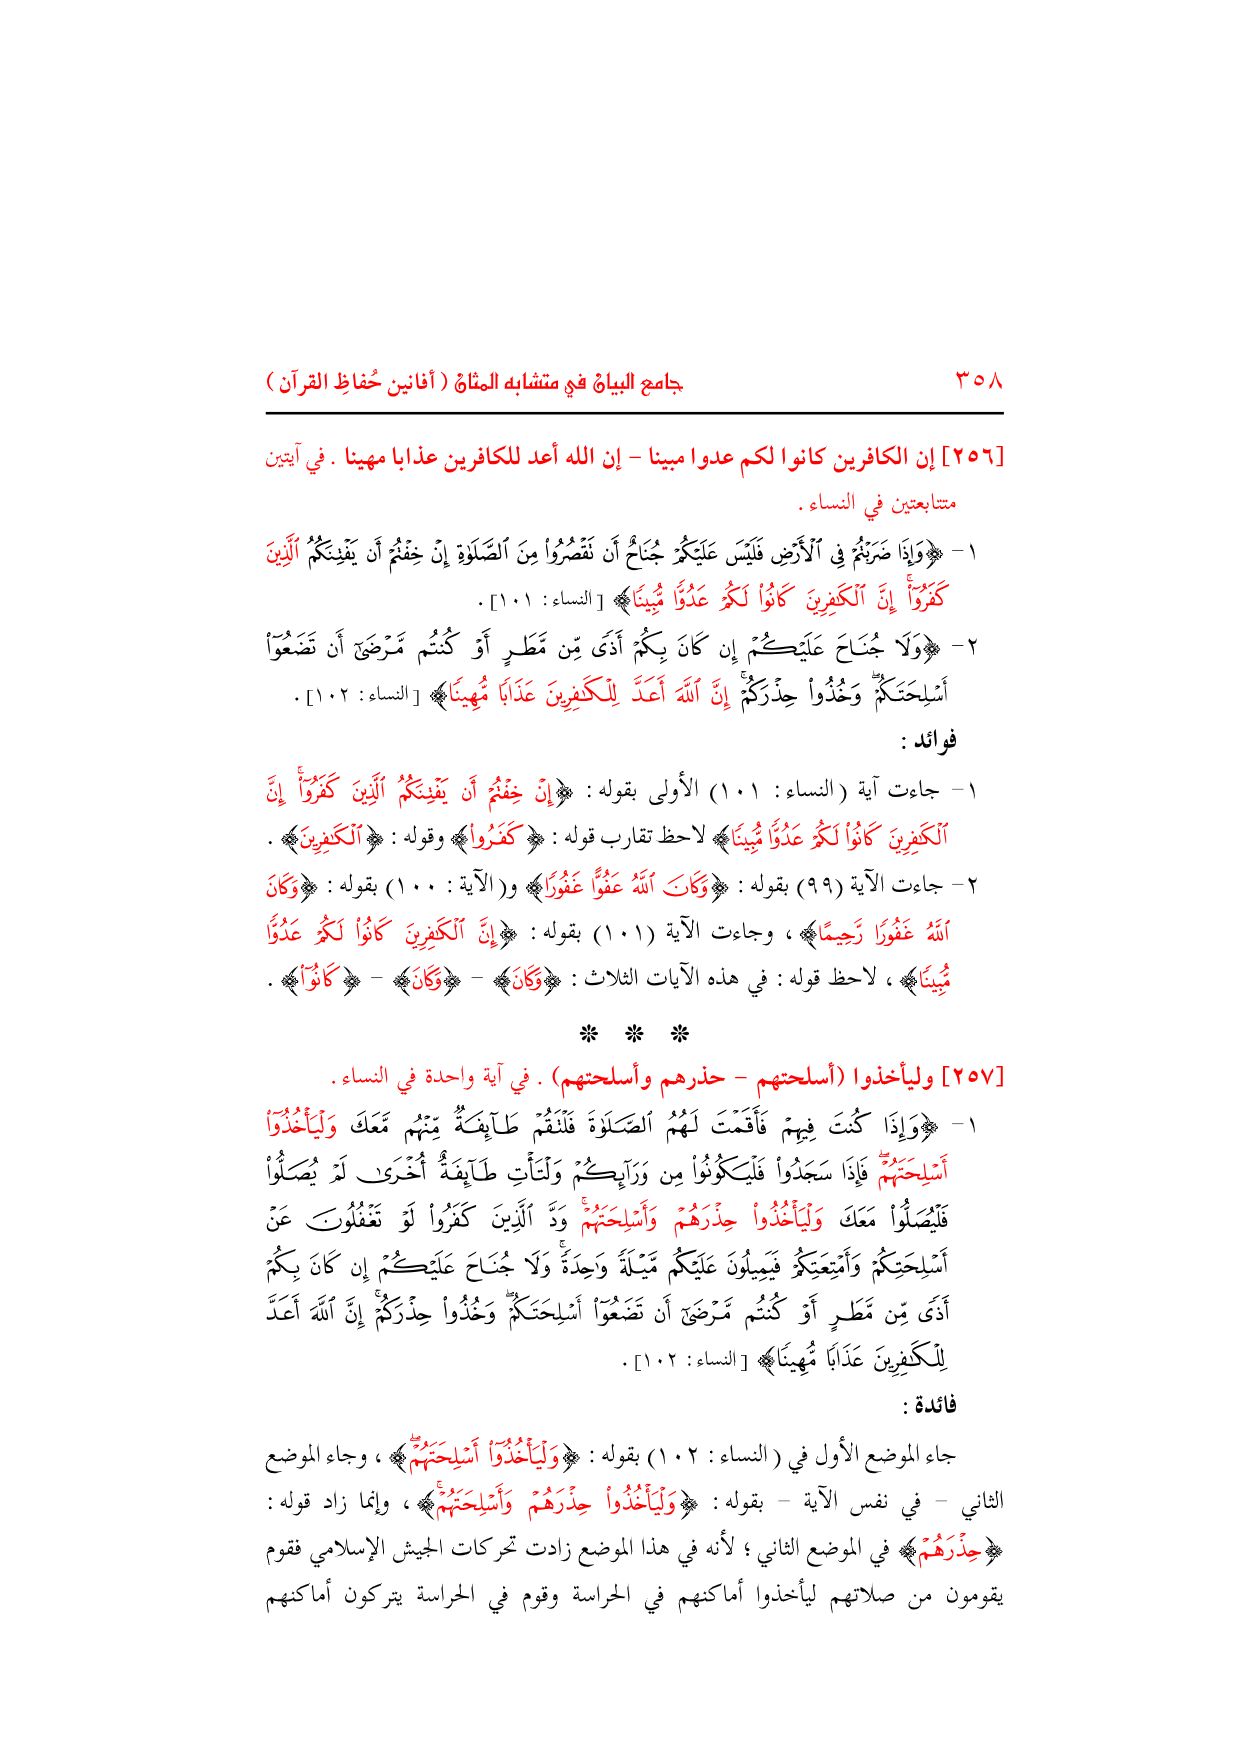 ٣٥٨ جامع البيان في متشابه المثان ( أفانين حُفاظِ القرآن )
[٢٥٦] إن الكافرين كانوا لكم عدوا مبينا – إن الله أعد للكافرين عذابا مهينا . في آيتين
متتابعتين في النساء .
١- ﴿وَإِذَا ضَرَبْتُمْ فِى ٱلْأَرْضِ فَلَيْسَ عَلَيْكُمْ جُنَاحٌ أَن تَقْصُرُوا۟ مِنَ ٱلصَّلَوٰةِ إِنْ خِفْتُمْ أَن يَفْتِنَكُمُ ٱلَّذِينَ
كَفَرُوٓا۟ ۚ إِنَّ ٱلْكَٰفِرِينَ كَانُوا۟ لَكُمْ عَدُوًّا مُّبِينًا﴾ [النساء: ١٠١] .
٢- ﴿وَلَا جُنَاحَ عَلَيْكُمْ إِن كَانَ بِكُمْ أَذًى مِّن مَّطَرٍ أَوْ كُنتُم مَّرْضَىٰٓ أَن تَضَعُوٓا۟
أَسْلِحَتَكُمْ ۖ وَخُذُوا۟ حِذْرَكُمْ ۗ إِنَّ ٱللَّهَ أَعَدَّ لِلْكَٰفِرِينَ عَذَابًا مُّهِينًا﴾ [النساء: ١٠٢] .
فوائد :
١- جاءت آية (النساء: ١٠١) الأولى بقوله: ﴿إِنْ خِفْتُمْ أَن يَفْتِنَكُمُ ٱلَّذِينَ كَفَرُوٓا۟ ۚ إِنَّ
ٱلْكَٰفِرِينَ كَانُوا۟ لَكُمْ عَدُوًّا مُّبِينًا﴾ لاحظ تقارب قوله: ﴿كَفَرُوا۟﴾ وقوله: ﴿ٱلْكَٰفِرِينَ﴾ .
٢- جاءت الآية (٩٩) بقوله: ﴿وَكَانَ ٱللَّهُ عَفُوًّا غَفُورًا﴾ و(الآية: ١٠٠) بقوله: ﴿وَكَانَ
ٱللَّهُ غَفُورًا رَّحِيمًا﴾ ، وجاءت الآية (١٠١) بقوله: ﴿إِنَّ ٱلْكَٰفِرِينَ كَانُوا۟ لَكُمْ عَدُوًّا
مُّبِينًا﴾ ، لاحظ قوله: في هذه الآيات الثلاث: ﴿وَكَانَ﴾ – ﴿وَكَانَ﴾ – ﴿كَانُوٓا۟﴾ .
❊ ❊ ❊
[٢٥٧] وليأخذوا (أسلحتهم – حذرهم وأسلحتهم) . في آية واحدة في النساء .
١- ﴿وَإِذَا كُنتَ فِيهِمْ فَأَقَمْتَ لَهُمُ ٱلصَّلَوٰةَ فَلْتَقُمْ طَآئِفَةٌ مِّنْهُم مَّعَكَ وَلْيَأْخُذُوٓا۟
أَسْلِحَتَهُمْ ۖ فَإِذَا سَجَدُوا۟ فَلْيَكُونُوا۟ مِن وَرَآئِكُمْ وَلْتَأْتِ طَآئِفَةٌ أُخْرَىٰ لَمْ يُصَلُّوا۟
فَلْيُصَلُّوا۟ مَعَكَ وَلْيَأْخُذُوا۟ حِذْرَهُمْ وَأَسْلِحَتَهُمْ ۗ وَدَّ ٱلَّذِينَ كَفَرُوا۟ لَوْ تَغْفُلُونَ عَنْ
أَسْلِحَتِكُمْ وَأَمْتِعَتِكُمْ فَيَمِيلُونَ عَلَيْكُم مَّيْلَةً وَٰحِدَةً ۚ وَلَا جُنَاحَ عَلَيْكُمْ إِن كَانَ بِكُمْ
أَذًى مِّن مَّطَرٍ أَوْ كُنتُم مَّرْضَىٰٓ أَن تَضَعُوٓا۟ أَسْلِحَتَكُمْ ۖ وَخُذُوا۟ حِذْرَكُمْ ۗ إِنَّ ٱللَّهَ أَعَدَّ
لِلْكَٰفِرِينَ عَذَابًا مُّهِينًا﴾ [النساء: ١٠٢] .
فائدة :
جاء الموضع الأول في (النساء: ١٠٢) بقوله: ﴿وَلْيَأْخُذُوٓا۟ أَسْلِحَتَهُمْ ۖ﴾ ، وجاء الموضع
الثاني – في نفس الآية – بقوله: ﴿وَلْيَأْخُذُوا۟ حِذْرَهُمْ وَأَسْلِحَتَهُمْ ۗ﴾ ، وإنما زاد قوله:
﴿حِذْرَهُمْ﴾ في الموضع الثاني ؛ لأنه في هذا الموضع زادت تحركات الجيش الإسلامي فقوم
يقومون من صلاتهم ليأخذوا أماكنهم في الحراسة وقوم في الحراسة يتركون أماكنهم